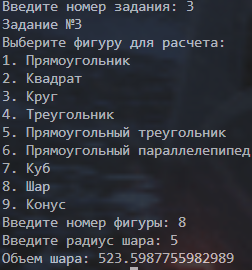 Введите номер задания: 3
Задание №3
Выберите фигуру для расчета:
1. Прямоугольник
2. Квадрат
3. Круг
4. Треугольник
5. Прямоугольный треугольник
6. Прямоугольный параллелепипед
7. Куб
8. Шар
9. Конус
Введите номер фигуры: 8
Введите радиус шара: 5
Объем шара: 523.5987755982989